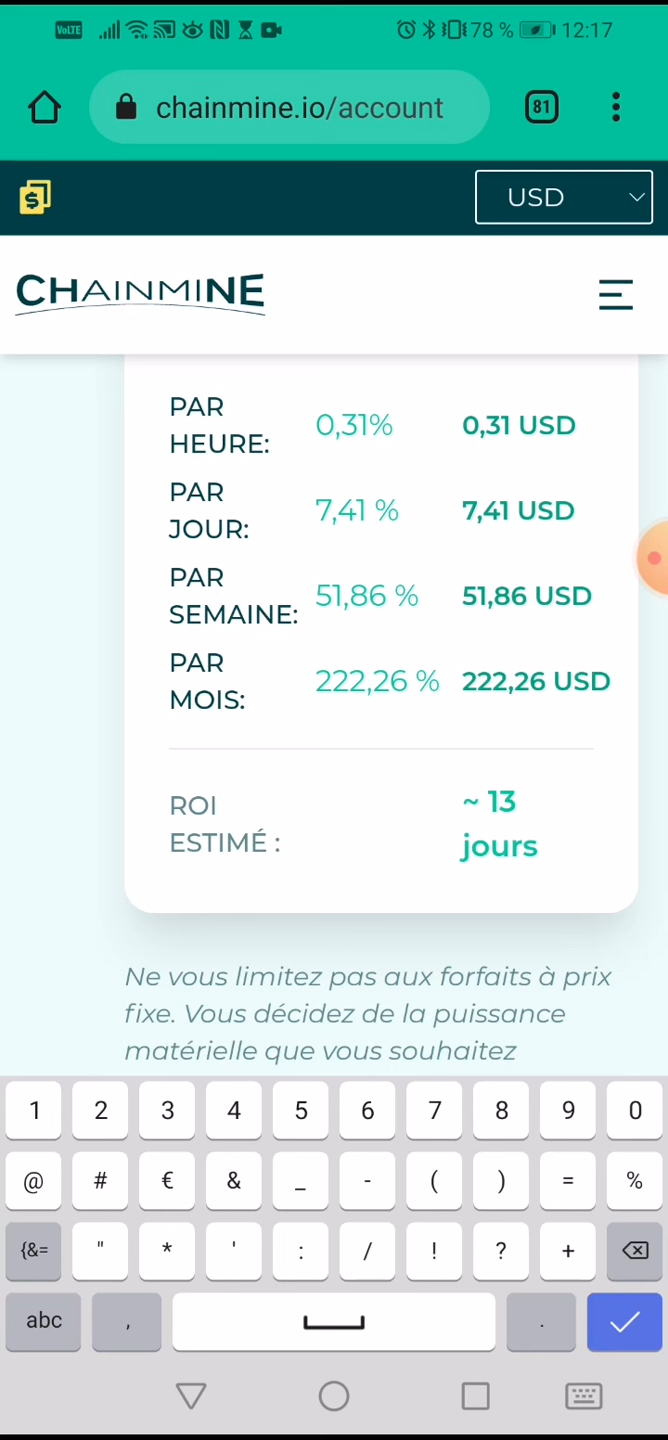 VoLTE 78 % 12:17
chainmine.io/account 81
$ USD
CHAINMINE
PAR HEURE: 0,31% 0,31 USD
PAR JOUR: 7,41 % 7,41 USD
PAR SEMAINE: 51,86 % 51,86 USD
PAR MOIS: 222,26 % 222,26 USD
ROI ESTIMÉ : ~ 13 jours
Ne vous limitez pas aux forfaits à prix
fixe. Vous décidez de la puissance
matérielle que vous souhaitez
1 2 3 4 5 6 7 8 9 0
@ # € & _ - ( ) = %
{&= " * ' : / ! ? +
abc , .